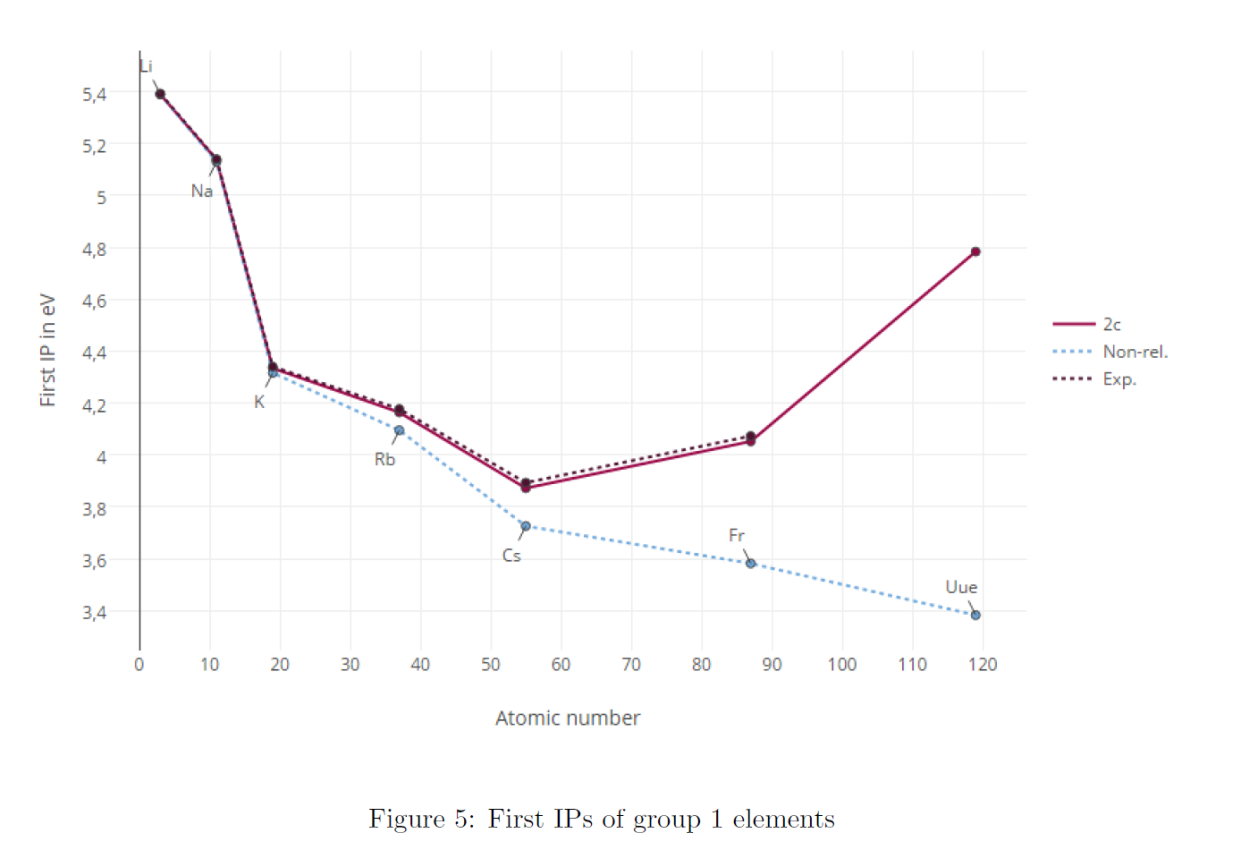 Li
5,4
5,2
Na
5
4,8
4,6
First IP in eV
4,4
K
4,2
Rb
4
3,8
Cs
Fr
3,6
Uue
3,4
2c
Non-rel.
Exp.
0 10 20 30 40 50 60 70 80 90 100 110 120
Atomic number
Figure 5: First IPs of group 1 elements